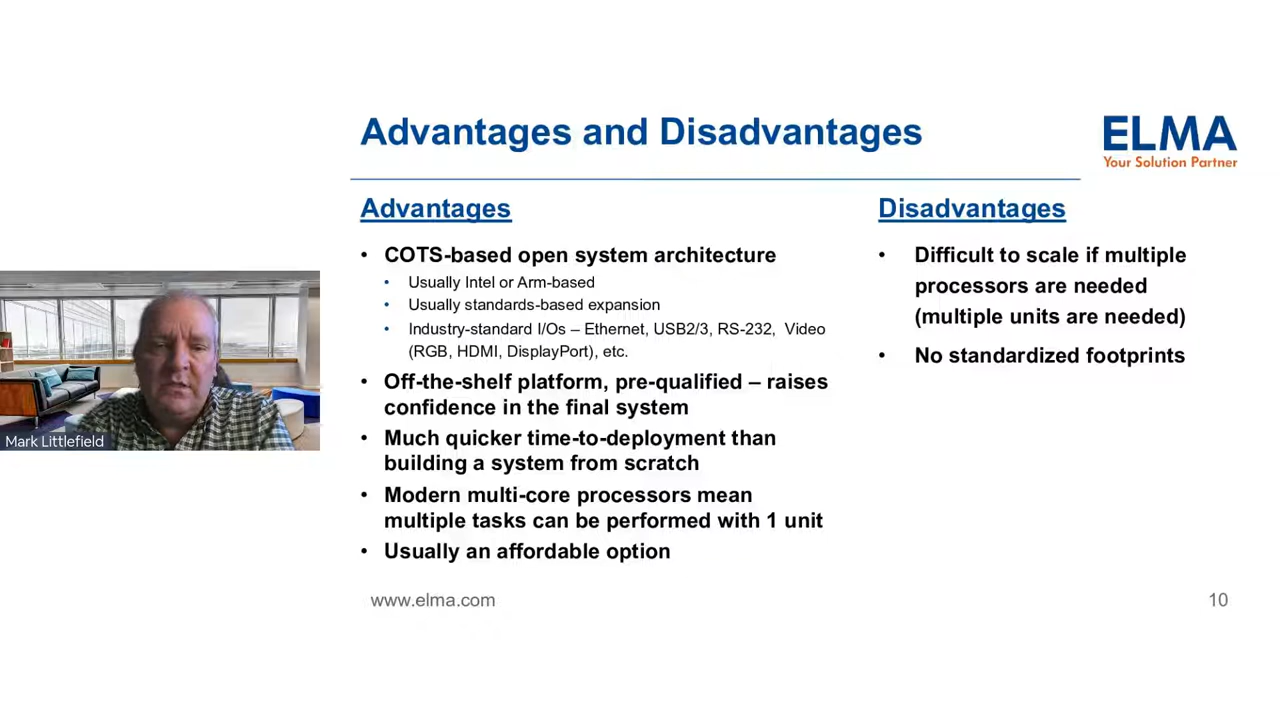 Advantages and Disadvantages
ELMA
Your Solution Partner
Advantages
• COTS-based open system architecture
• Usually Intel or Arm-based
• Usually standards-based expansion
• Industry-standard I/Os – Ethernet, USB2/3, RS-232, Video
(RGB, HDMI, DisplayPort), etc.
• Off-the-shelf platform, pre-qualified – raises
confidence in the final system
• Much quicker time-to-deployment than
building a system from scratch
• Modern multi-core processors mean
multiple tasks can be performed with 1 unit
• Usually an affordable option
Disadvantages
• Difficult to scale if multiple
processors are needed
(multiple units are needed)
• No standardized footprints
Mark Littlefield
www.elma.com
10